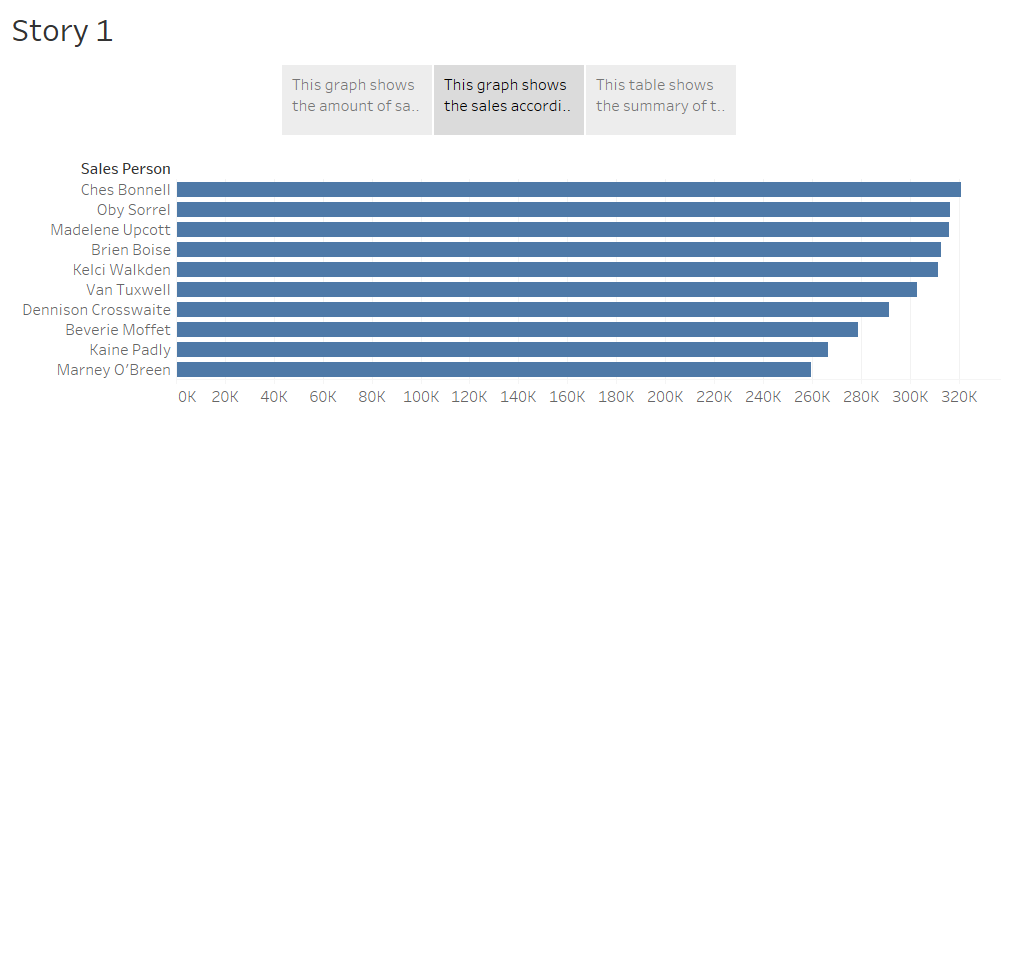 Story 1
This graph shows
the amount of sa..
This graph shows
the sales accordi..
This table shows
the summary of t..
Sales Person
Ches Bonnell
Oby Sorrel
Madelene Upcott
Brien Boise
Kelci Walkden
Van Tuxwell
Dennison Crosswaite
Beverie Moffet
Kaine Padly
Marney O’Breen
0K 20K 40K 60K 80K 100K 120K 140K 160K 180K 200K 220K 240K 260K 280K 300K 320K